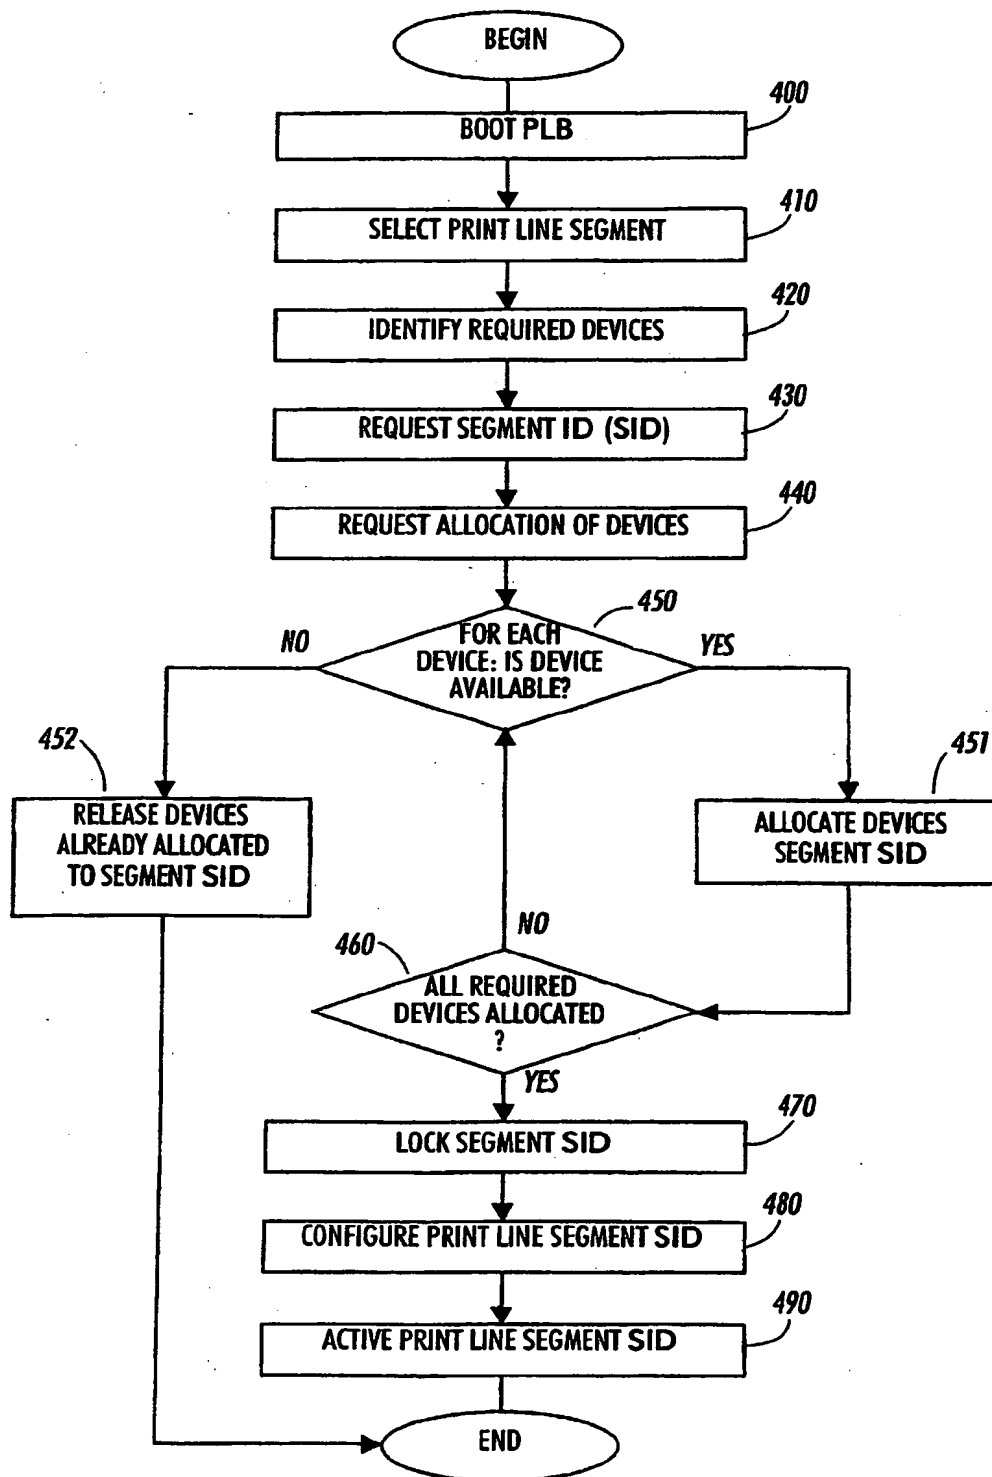 BEGIN
400
BOOT PLB
410
SELECT PRINT LINE SEGMENT
420
IDENTIFY REQUIRED DEVICES
430
REQUEST SEGMENT ID (SID)
440
REQUEST ALLOCATION OF DEVICES
450
NO
FOR EACH
DEVICE: IS DEVICE
AVAILABLE?
YES
452
RELEASE DEVICES
ALREADY ALLOCATED
TO SEGMENT SID
451
ALLOCATE DEVICES
SEGMENT SID
NO
460
ALL REQUIRED
DEVICES ALLOCATED
?
YES
470
LOCK SEGMENT SID
480
CONFIGURE PRINT LINE SEGMENT SID
490
ACTIVE PRINT LINE SEGMENT SID
END